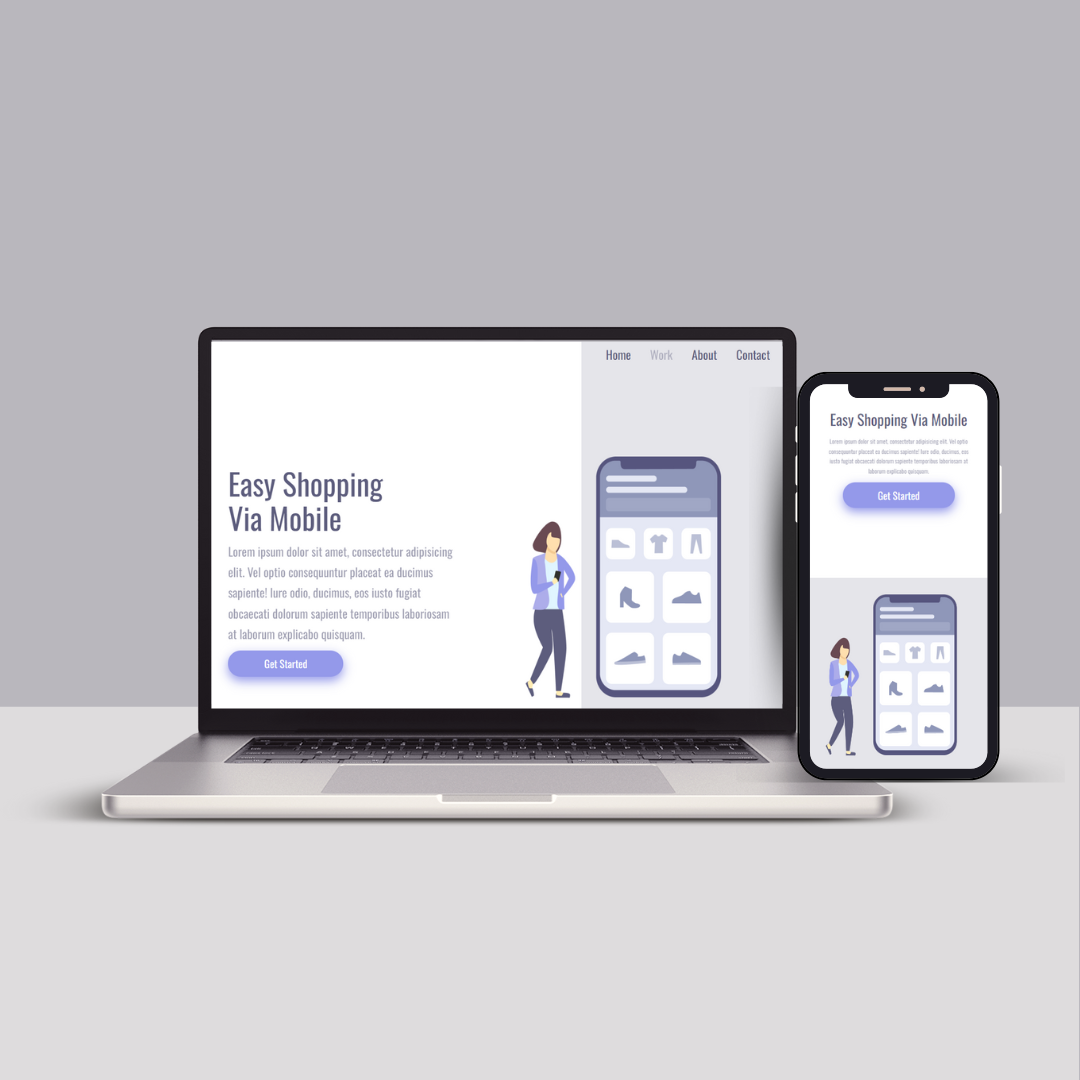 Home Work About Contact
Easy Shopping
Via Mobile
Lorem ipsum dolor sit amet, consectetur adipisicing
elit. Vel optio consequuntur placeat ea ducimus
sapiente! Iure odio, ducimus, eos iusto fugiat
obcaecati dolorum sapiente temporibus laboriosam
at laborum explicabo quisquam.
Get Started
Easy Shopping Via Mobile
Lorem ipsum dolor sit amet, consectetur adipisicing elit. Vel optio
consequuntur placeat ea ducimus sapiente! Iure odio, ducimus, eos
iusto fugiat obcaecati dolorum sapiente temporibus laboriosam at
laborum explicabo quisquam.
Get Started